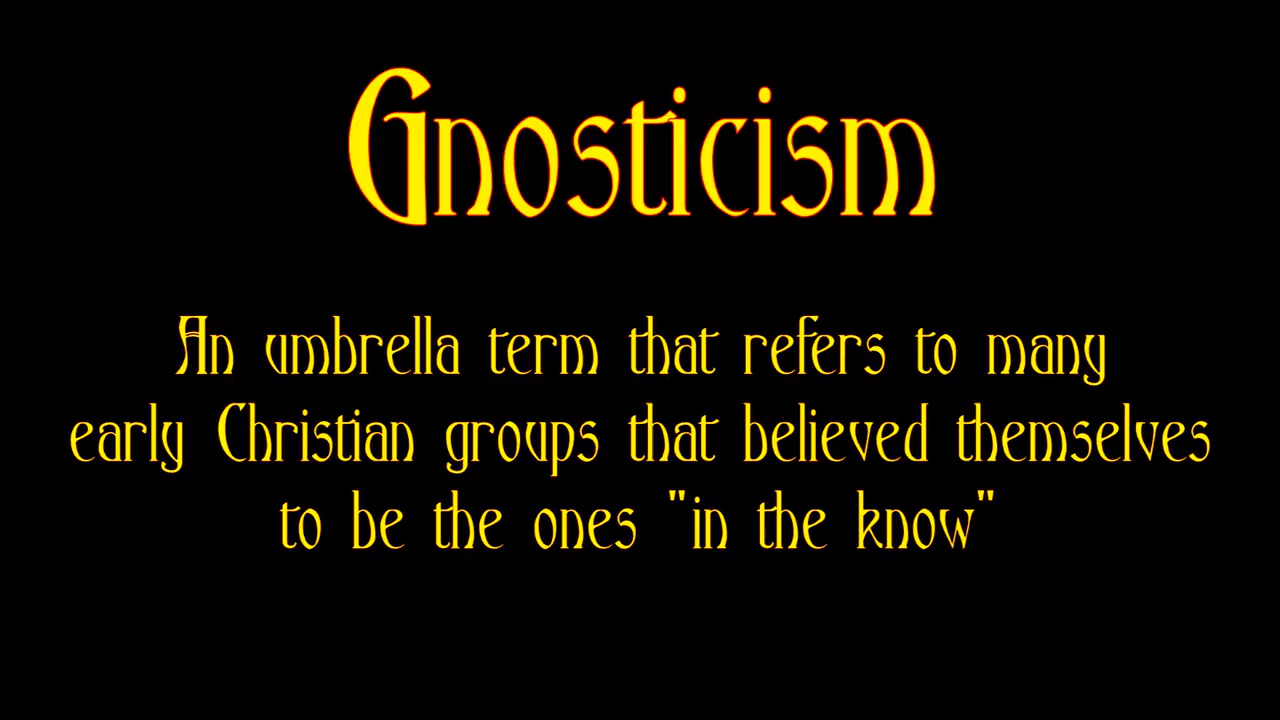 Gnosticism
An umbrella term that refers to many
early Christian groups that believed themselves
to be the ones "in the know"